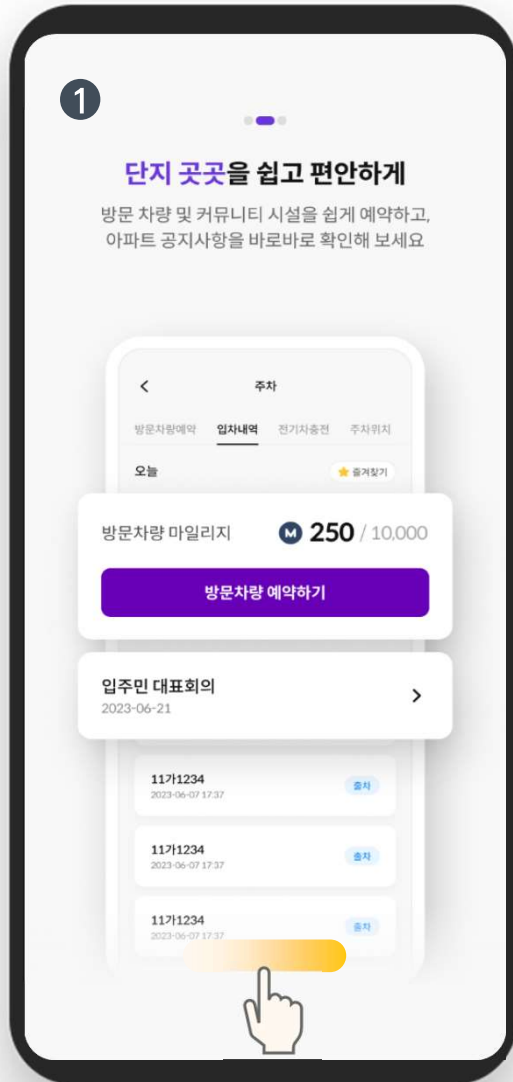 1
단지 곳곳을 쉽고 편안하게
방문 차량 및 커뮤니티 시설을 쉽게 예약하고,
아파트 공지사항을 바로바로 확인해 보세요
주차
방문차량예약 입차내역 전기차충전 주차위치
오늘 즐겨찾기
방문차량 마일리지 M 250 / 10,000
방문차량 예약하기
입주민 대표회의
2023-06-21
11가1234
2023-06-07 17:37
출차
11가1234
2023-06-07 17:37
출차
11가1234
2023-06-07 17:37
출차